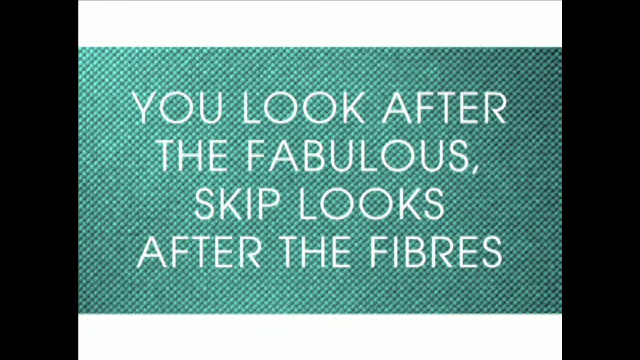 YOU LOOK AFTER
THE FABULOUS,
SKIP LOOKS
AFTER THE FIBRES